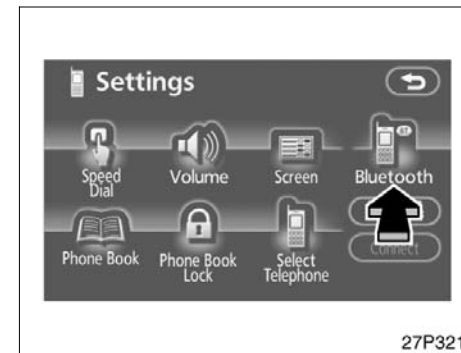 Settings
Speed
Dial
Volume
Screen
Bluetooth
Phone Book
Phone Book
Lock
Select
Telephone
Connect
27P321